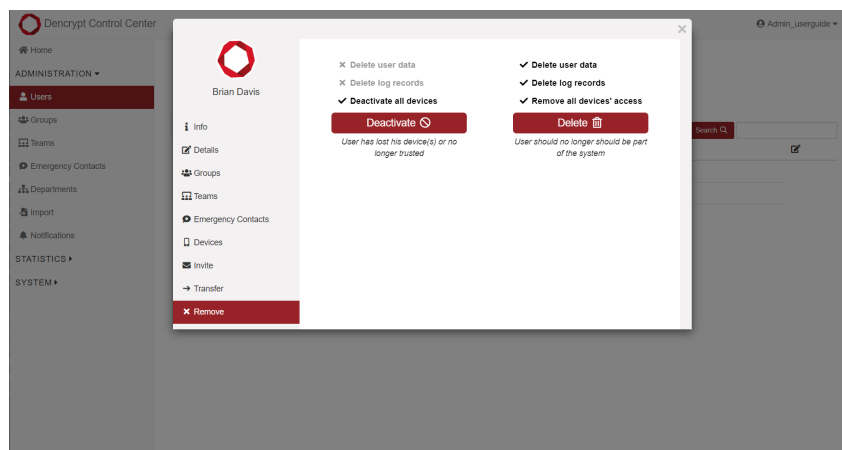 Dencrypt Control Center
Admin_userguide
Home
ADMINISTRATION
Users
Groups
Teams
Emergency Contacts
Departments
Import
Notifications
STATISTICS
SYSTEM
Search
×
Brian Davis
Info
Details
Groups
Teams
Emergency Contacts
Devices
Invite
Transfer
Remove
Delete user data
Delete log records
Deactivate all devices
Deactivate
User has lost his device(s) or no
longer trusted
Delete user data
Delete log records
Remove all devices' access
Delete
User should no longer should be part
of the system